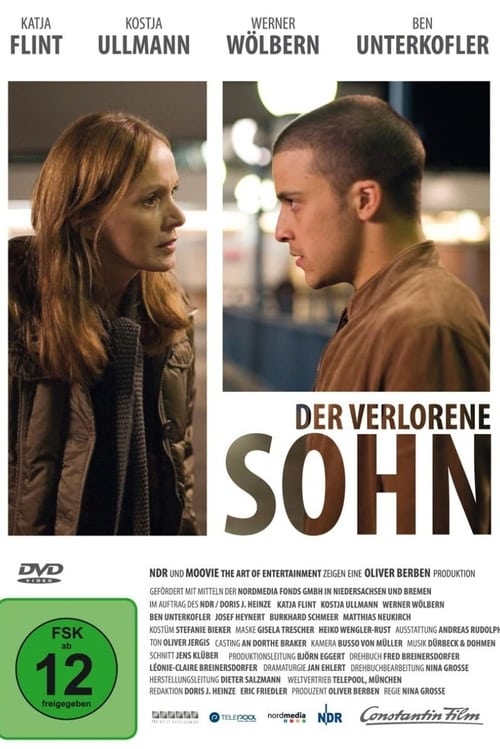 KATJA
FLINT
KOSTJA
ULLMANN
WERNER
WÖLBERN
BEN
UNTERKOFLER
DER VERLORENE
SOHN
DVD
VIDEO
NDR UND MOOVIE THE ART OF ENTERTAINMENT ZEIGEN EINE OLIVER BERBEN PRODUKTION
GEFÖRDERT MIT MITTELN DER NORDMEDIA FONDS GMBH IN NIEDERSACHSEN UND BREMEN
IM AUFTRAG DES NDR / DORIS J. HEINZE KATJA FLINT KOSTJA ULLMANN WERNER WÖLBERN
BEN UNTERKOFLER JOSEF HEYNERT BURKHARD SCHMEER MATTHIAS NEUKIRCH
KOSTÜM STEFANIE BIEKER MASKE GISELA TRESCHER HEIKO WENGLER-RUST AUSSTATTUNG ANDREAS RUDOLPH
TON OLIVER JERGIS CASTING AN DORTHE BRAKER KAMERA BUSSO VON MÜLLER MUSIK DÜRBECK & DOHMEN
SCHNITT JENS KLÜBER PRODUKTIONSLEITUNG BJÖRN EGGERT DREHBUCH FRED BREINERSDORFER
LÉONIE-CLAIRE BREINERSDORFER DRAMATURGIE JAN EHLERT DREHBUCHBEARBEITUNG NINA GROSSE
HERSTELLUNGSLEITUNG DIETER SALZMANN WELTVERTRIEB TELEPOOL, MÜNCHEN
REDAKTION DORIS J. HEINZE ERIC FRIEDLER PRODUZENT OLIVER BERBEN REGIE NINA GROSSE
FSK
ab
12
freigegeben
TELEPOOL
nordmedia
NDR
Constantin Film